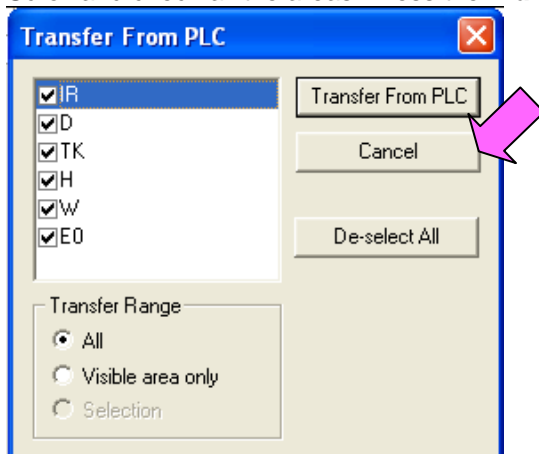 Transfer From PLC
IR
D
TK
H
W
E0
Transfer From PLC
Cancel
De-select All
Transfer Range
All
Visible area only
Selection